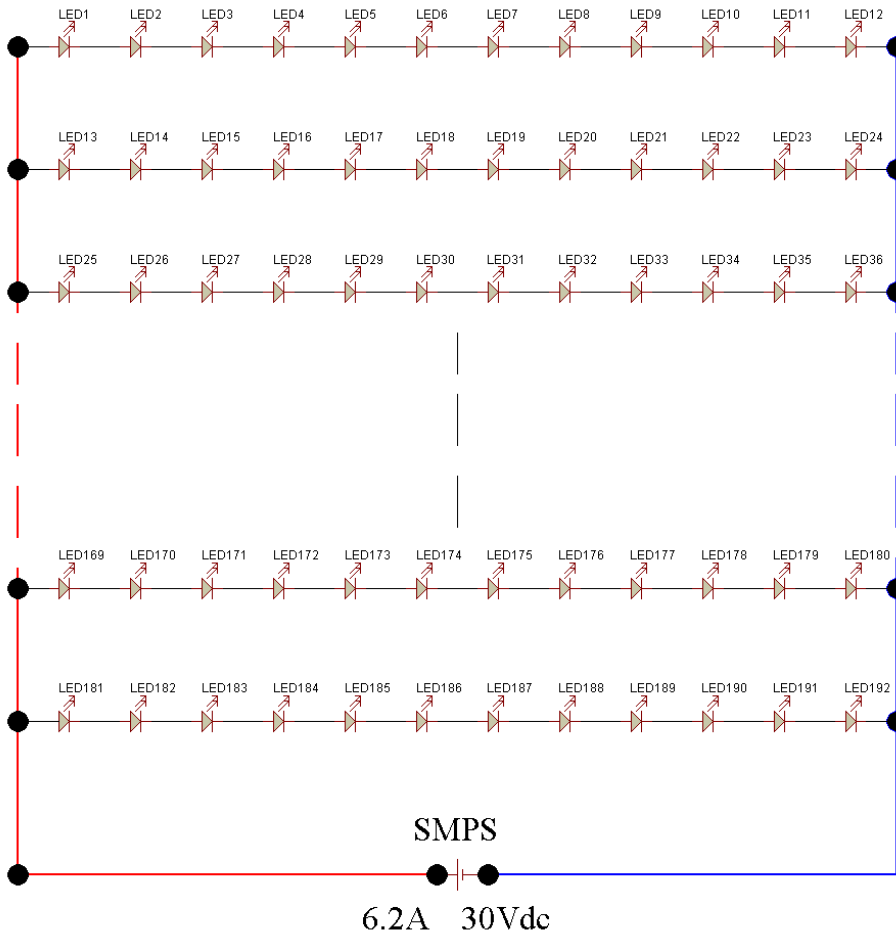 LED1 LED2 LED3 LED4 LED5 LED6 LED7 LED8 LED9 LED10 LED11 LED12
LED13 LED14 LED15 LED16 LED17 LED18 LED19 LED20 LED21 LED22 LED23 LED24
LED25 LED26 LED27 LED28 LED29 LED30 LED31 LED32 LED33 LED34 LED35 LED36
LED169 LED170 LED171 LED172 LED173 LED174 LED175 LED176 LED177 LED178 LED179 LED180
LED181 LED182 LED183 LED184 LED185 LED186 LED187 LED188 LED189 LED190 LED191 LED192
SMPS
6.2A 30Vdc